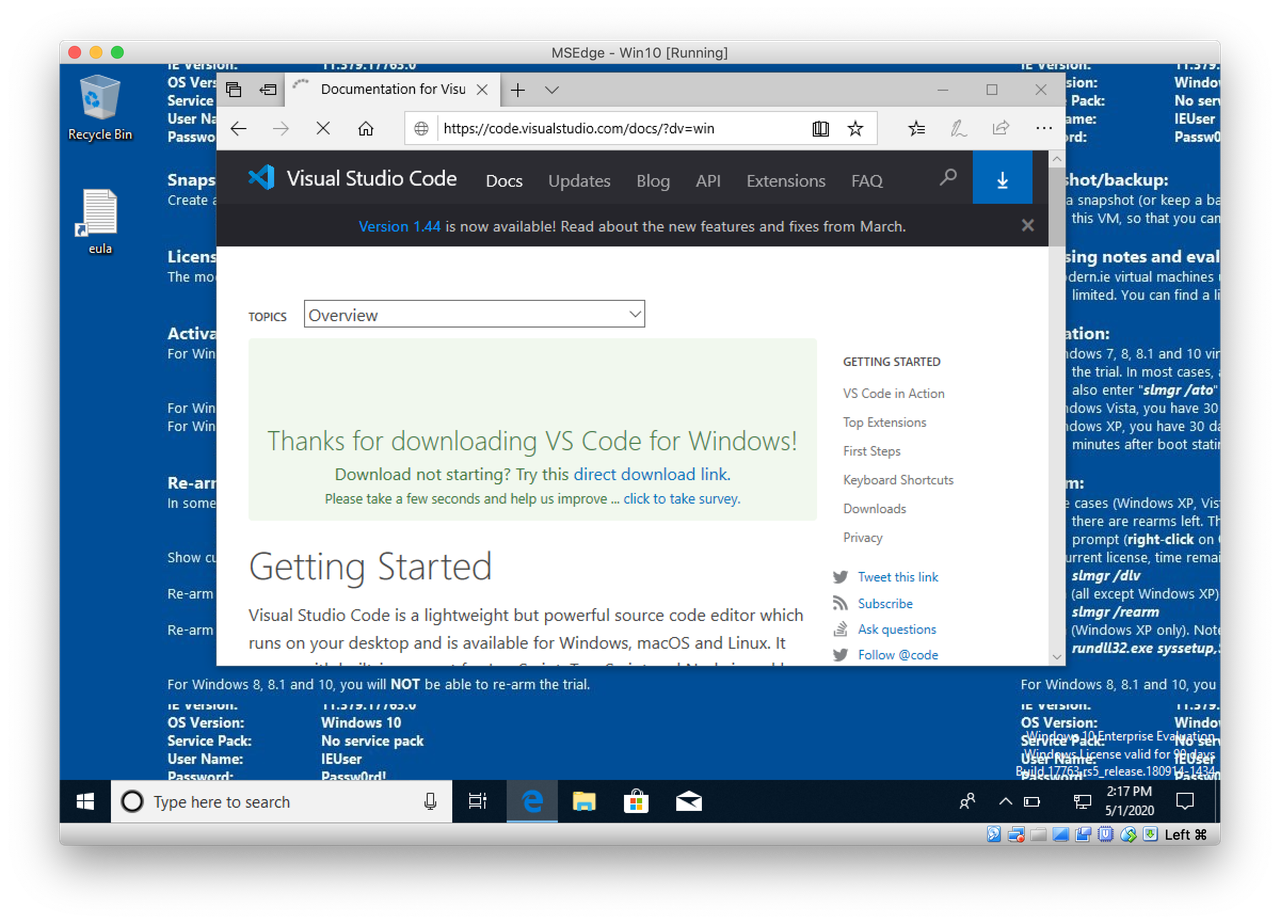 MSEdge - Win10 [Running]
IE Version: 11.379.17763.0
OS Vers
Service
User Na
Passwo
Recycle Bin
eula
Snaps
Create a
Licens
The mod
Activa
For Win
For Win
For Win
Re-arm
In some
Show cu
Re-arm
Re-arm
Documentation for Visu
https://code.visualstudio.com/docs/?dv=win
Visual Studio Code
Docs
Updates
Blog
API
Extensions
FAQ
Version 1.44 is now available! Read about the new features and fixes from March.
TOPICS
Overview
Thanks for downloading VS Code for Windows!
Download not starting? Try this direct download link.
Please take a few seconds and help us improve ... click to take survey.
Getting Started
Visual Studio Code is a lightweight but powerful source code editor which
runs on your desktop and is available for Windows, macOS and Linux. It
GETTING STARTED
VS Code in Action
Top Extensions
First Steps
Keyboard Shortcuts
Downloads
Privacy
Tweet this link
Subscribe
Ask questions
Follow @code
IE Version: 11.379.
sion: Windo
Pack: No serv
ame: IEUser
rd: Passw0rd
shot/backup:
a snapshot (or keep a ba
this VM, so that you can
sing notes and eval
dern.ie virtual machines
limited. You can find a li
ation:
ndows 7, 8, 8.1 and 10 vir
the trial. In most cases, a
also enter "slmgr /ato"
ndows Vista, you have 30
ndows XP, you have 30 da
minutes after boot statin
m:
e cases (Windows XP, Vis
there are rearms left. Th
prompt (right-click on
urrent license, time remai
slmgr /dlv
(all except Windows XP)
slmgr /rearm
(Windows XP only). Note
rundll32.exe syssetup,
For Windows 8, 8.1 and 10, you will NOT be able to re-arm the trial.
For Windows 8, 8.1 and 10, you
IE Version: 11.379.17763.0
OS Version: Windows 10
Service Pack: No service pack
User Name: IEUser
Password: Passw0rd!
IE Version: 11.379.
OS Version: Windo
Service Pack: No serv
User Name: IEUser
Password: Passw0rd
Windows 10 Enterprise Evaluation
Windows License valid for 90 days
Build 17763.rs5_release.180914-1434
Type here to search
2:17 PM
5/1/2020
Left ⌘